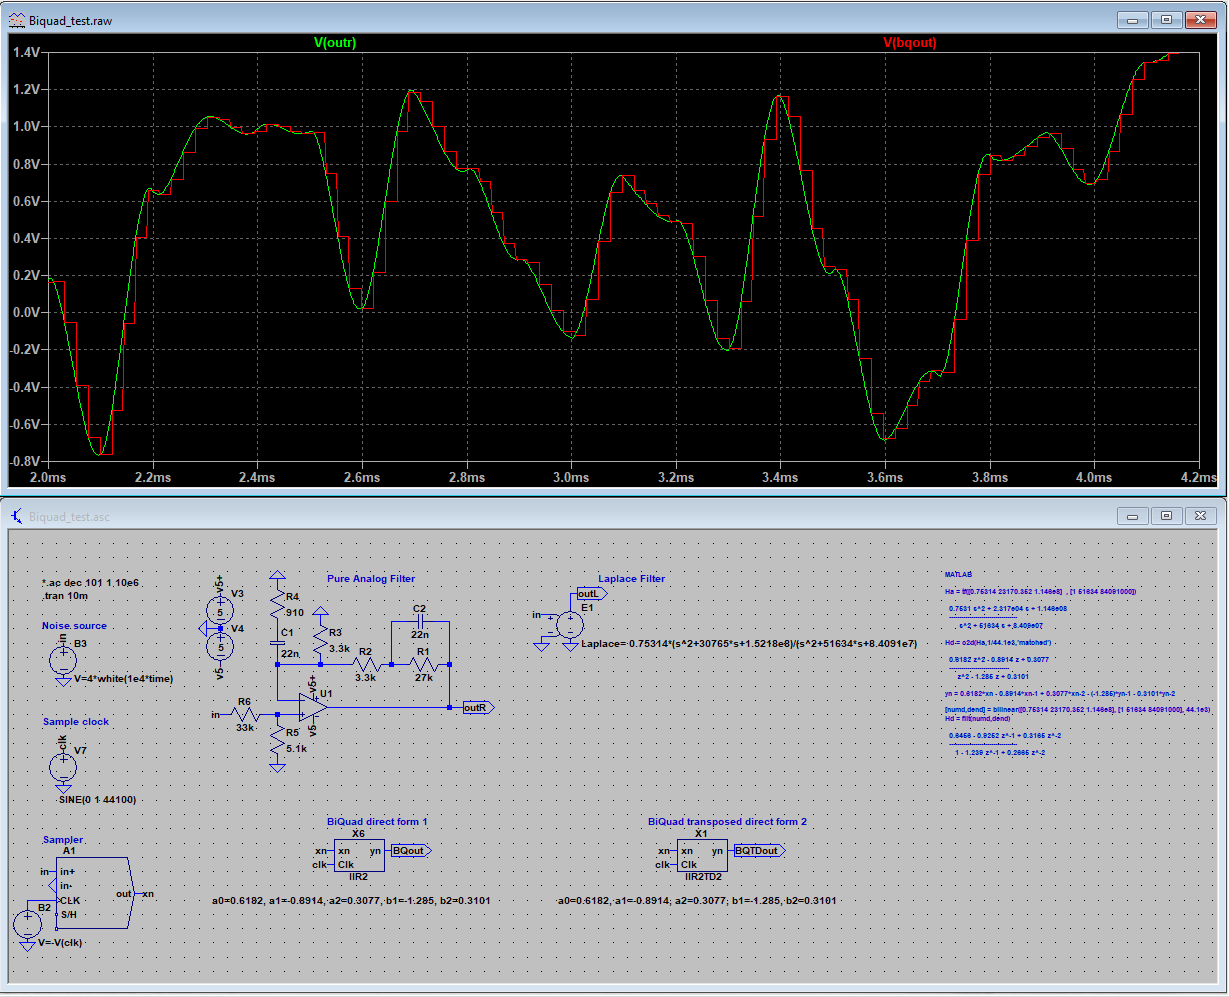 Biquad_test.raw
V(outr)
V(bqout)
1.4V
1.2V
1.0V
0.8V
0.6V
0.4V
0.2V
0.0V
-0.2V
-0.4V
-0.6V
-0.8V
2.0ms
2.2ms
2.4ms
2.6ms
2.8ms
3.0ms
3.2ms
3.4ms
3.6ms
3.8ms
4.0ms
4.2ms
Biquad_test.asc
*.ac dec 101 1 10e6
.tran 10m
Noise source
in
B3
V=4*white(1e4*time)
Sample clock
clk
V7
SINE(0 1 44100)
Sampler
A1
in
in+
in-
CLK
S/H
out
xn
B2
V=-V(clk)
v5+
V3
5
V4
5
v5-
Pure Analog Filter
R4
910
C1
22n
R3
3.3k
R2
3.3k
C2
22n
R1
27k
v5+
U1
v5-
in
R6
33k
R5
5.1k
outR
Laplace Filter
outL
E1
in
Laplace=0.75314*(s^2+30765*s+1.5218e8)/(s^2+51634*s+8.4091e7)
BiQuad direct form 1
X6
xn
xn
yn
BQout
clk
Clk
IIR2
a0=0.6182, a1=-0.8914, a2=0.3077, b1=-1.285, b2=0.3101
BiQuad transposed direct form 2
X1
xn
xn
yn
BQTDout
clk
Clk
IIR2TD2
a0=0.6182, a1=-0.8914, a2=0.3077, b1=-1.285, b2=0.3101
MATLAB
Ha = tf([0.75314 23170.352 1.146e8] , [1 51634 84091000])
0.7531 s^2 + 2.317e04 s + 1.146e08
s^2 + 51634 s + 8.409e07
Hd = c2d(Ha,1/44.1e3,'matched')
0.6182 z^2 - 0.8914 z + 0.3077
z^2 - 1.285 z + 0.3101
yn = 0.6182*xn - 0.8914*xn-1 + 0.3077*xn-2 - (-1.285)*yn-1 - 0.3101*yn-2
[numd,dend] = bilinear([0.75314 23170.352 1.146e8], [1 51634 84091000], 44.1e3)
Hd = filt(numd,dend)
0.6456 - 0.9252 z^-1 + 0.3165 z^-2
1 - 1.239 z^-1 + 0.2665 z^-2